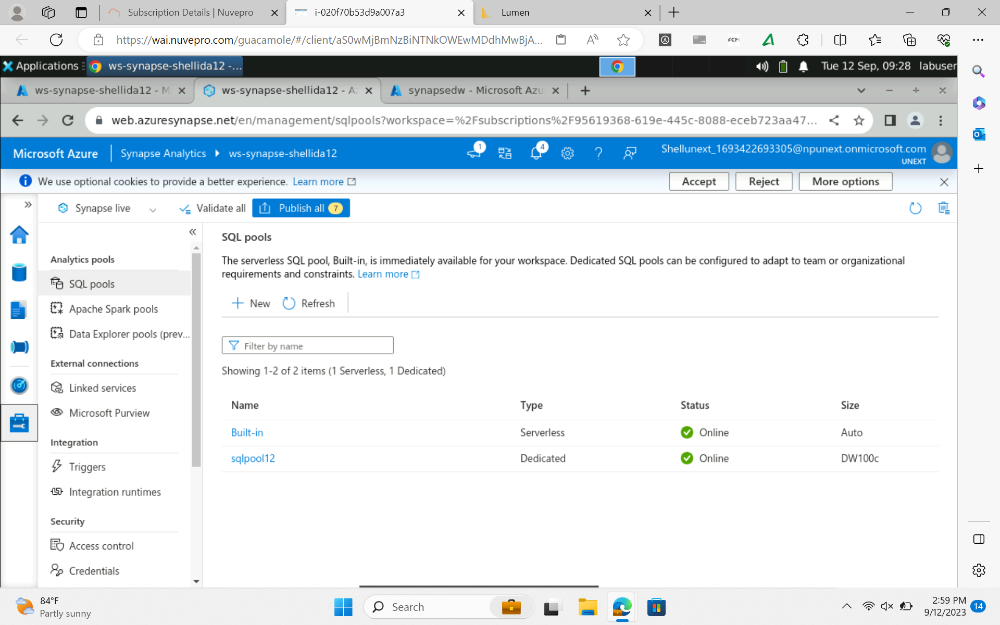 Subscription Details | Nuvepro
i-020f70b53d9a007a3
Lumen
https://wai.nuvepro.com/guacamole/#/client/aS0wMjBmNzBiNTNkOWEwMDdhMwBjA...
FCM
Applications
ws-synapse-shellida12 -...
Tue 12 Sep, 09:28
labuser
ws-synapse-shellida12 - M
ws-synapse-shellida12 - Az
synapsedw - Microsoft Azu
web.azuresynapse.net/en/management/sqlpools?workspace=%2Fsubscriptions%2F95619368-619e-445c-8088-eceb723aa47...
Microsoft Azure
Synapse Analytics
ws-synapse-shellida12
1
4
Shellunext_1693422693305@npunext.onmicrosoft.com
UNEXT
We use optional cookies to provide a better experience. Learn more
Accept
Reject
More options
Synapse live
Validate all
Publish all 7
Analytics pools
SQL pools
Apache Spark pools
Data Explorer pools (prev...
External connections
Linked services
Microsoft Purview
Integration
Triggers
Integration runtimes
Security
Access control
Credentials
SQL pools
The serverless SQL pool, Built-in, is immediately available for your workspace. Dedicated SQL pools can be configured to adapt to team or organizational
requirements and constraints. Learn more
New
Refresh
Filter by name
Showing 1-2 of 2 items (1 Serverless, 1 Dedicated)
Name Type Status Size
Built-in Serverless Online Auto
sqlpool12 Dedicated Online DW100c
84°F
Partly sunny
Search
2:59 PM
9/12/2023
14